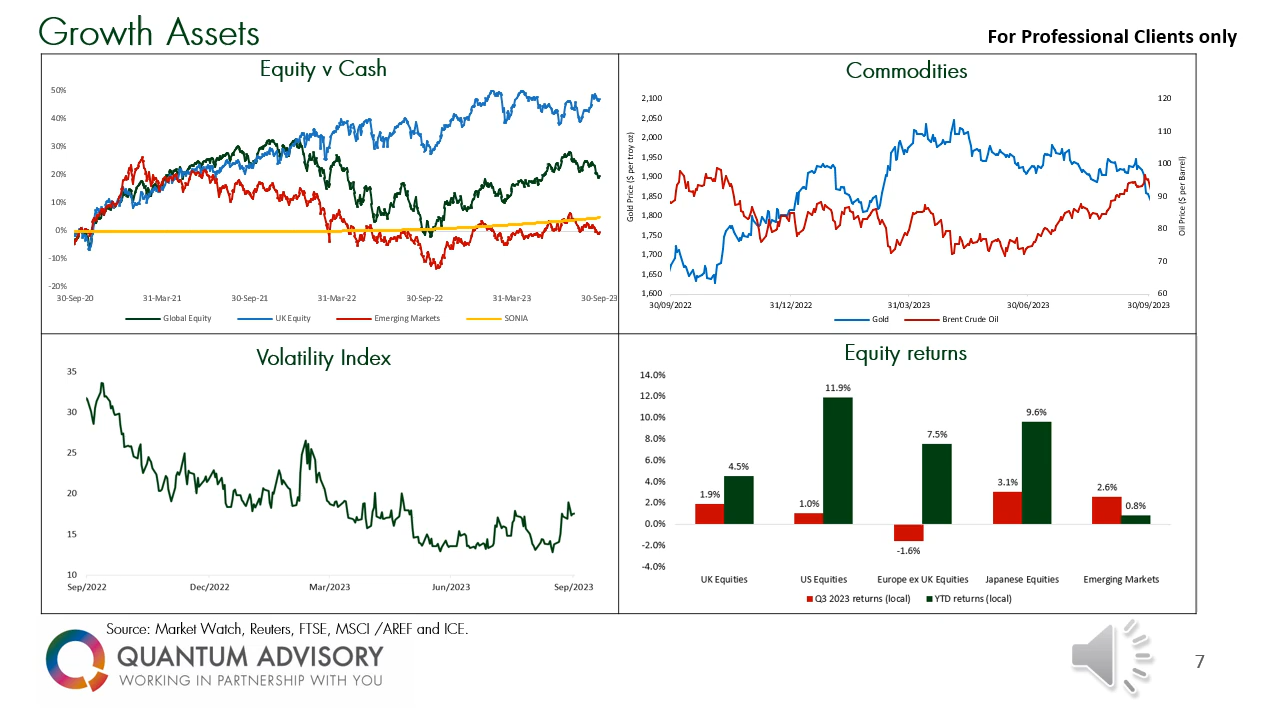 Growth Assets
For Professional Clients only
Equity v Cash
50%
40%
30%
20%
10%
0%
-10%
-20%
30-Sep-20 31-Mar-21 30-Sep-21 31-Mar-22 30-Sep-22 31-Mar-23 30-Sep-23
Global Equity UK Equity Emerging Markets SONIA
Commodities
Gold Price ($ per troy oz)
2,100
2,050
2,000
1,950
1,900
1,850
1,800
1,750
1,700
1,650
1,600
120
110
100
90
80
70
60
Oil Price ($ per Barrel)
30/09/2022 31/12/2022 31/03/2023 30/06/2023 30/09/2023
Gold Brent Crude Oil
Volatility Index
35
30
25
20
15
10
Sep/2022 Dec/2022 Mar/2023 Jun/2023 Sep/2023
Equity returns
14.0%
12.0%
10.0%
8.0%
6.0%
4.0%
2.0%
0.0%
-2.0%
-4.0%
1.9% 4.5% 1.0% 11.9% -1.6% 7.5% 3.1% 9.6% 2.6% 0.8%
UK Equities US Equities Europe ex UK Equities Japanese Equities Emerging Markets
Q3 2023 returns (local) YTD returns (local)
Source: Market Watch, Reuters, FTSE, MSCI /AREF and ICE.
QUANTUM ADVISORY
WORKING IN PARTNERSHIP WITH YOU
7